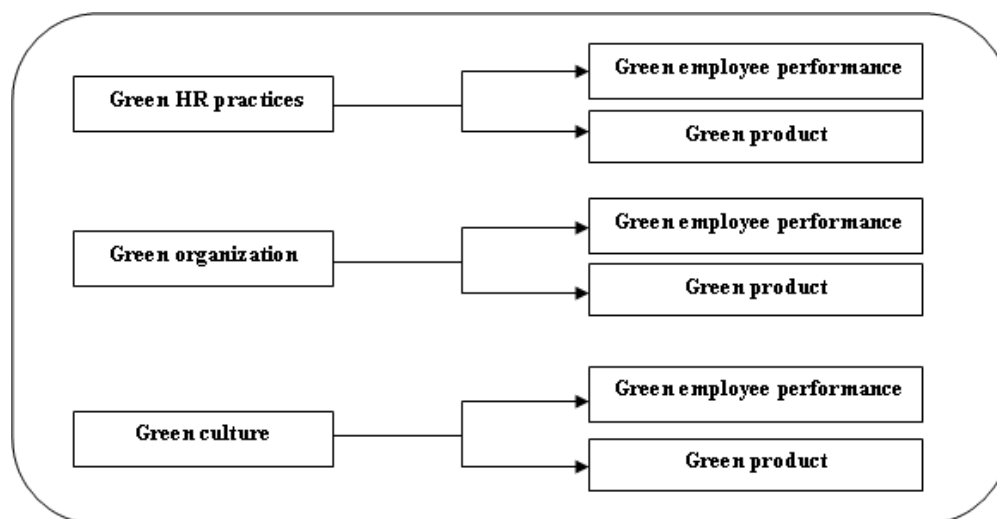 Green employee performance
Green HR practices
Green product
Green employee performance
Green organization
Green product
Green employee performance
Green culture
Green product